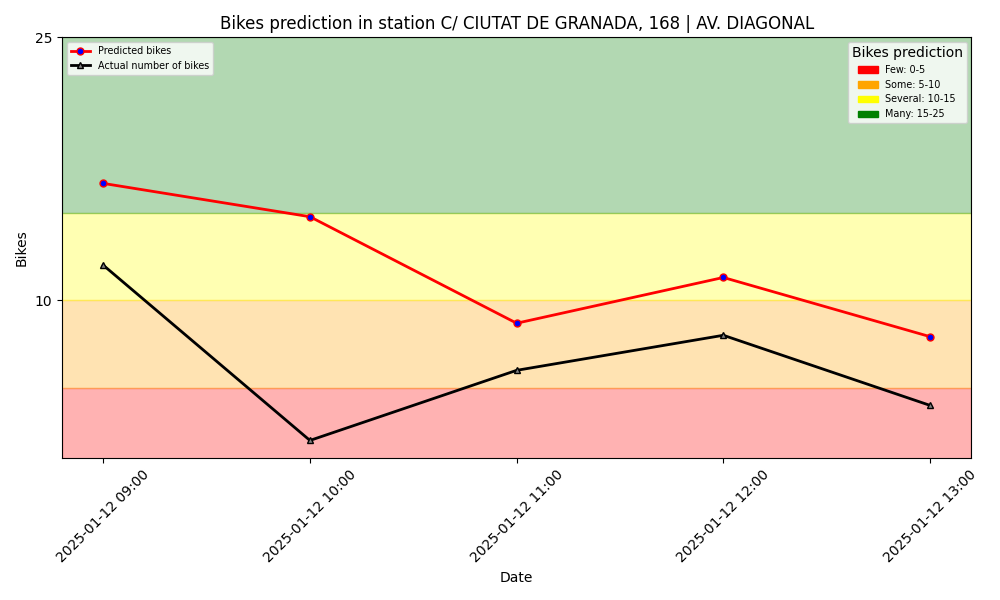 Bikes prediction in station C/ CIUTAT DE GRANADA, 168 | AV. DIAGONAL
25
Predicted bikes
Actual number of bikes
Bikes prediction
Few: 0-5
Some: 5-10
Several: 10-15
Many: 15-25
Bikes
10
2025-01-12 09:00
2025-01-12 10:00
2025-01-12 11:00
2025-01-12 12:00
2025-01-12 13:00
Date